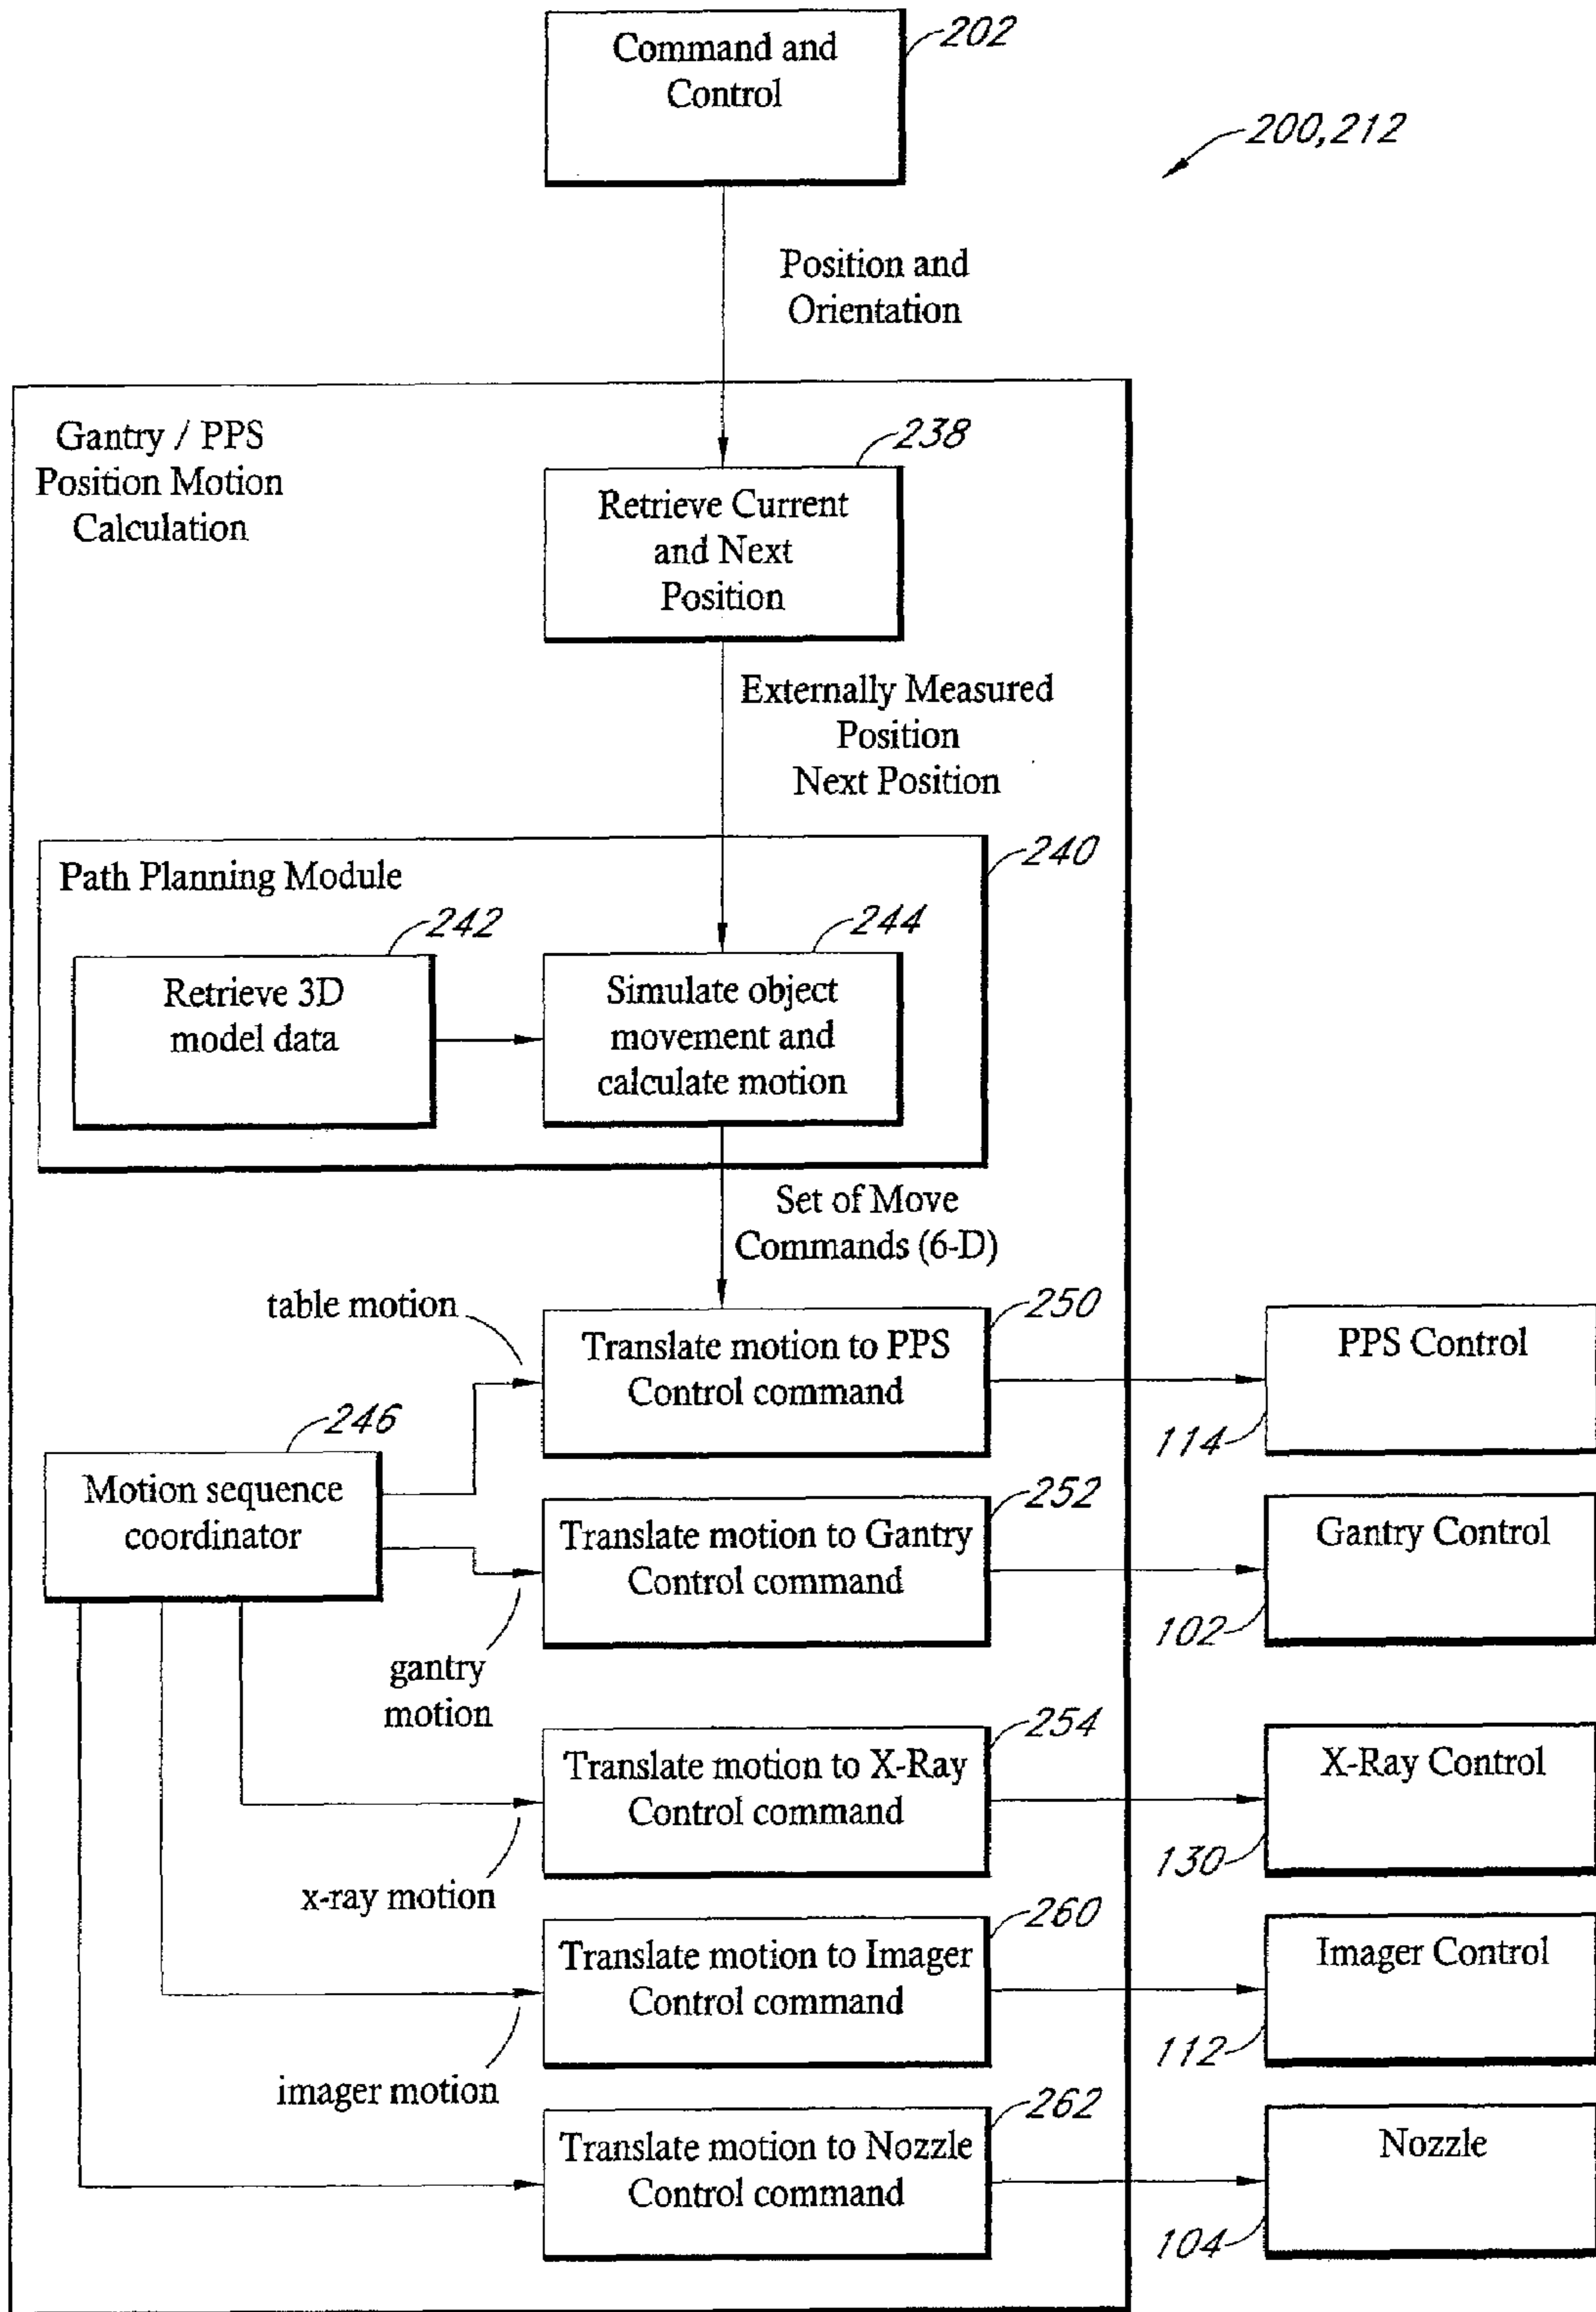 Command and
Control
202
200,212
Position and
Orientation
Gantry / PPS
Position Motion
Calculation
238
Retrieve Current
and Next
Position
Externally Measured
Position
Next Position
240
Path Planning Module
242
Retrieve 3D
model data
244
Simulate object
movement and
calculate motion
Set of Move
Commands (6-D)
table motion
250
Translate motion to PPS
Control command
PPS Control
114
246
Motion sequence
coordinator
252
Translate motion to Gantry
Control command
Gantry Control
102
gantry
motion
254
Translate motion to X-Ray
Control command
X-Ray Control
130
x-ray motion
260
Translate motion to Imager
Control command
Imager Control
112
imager motion
262
Translate motion to Nozzle
Control command
Nozzle
104